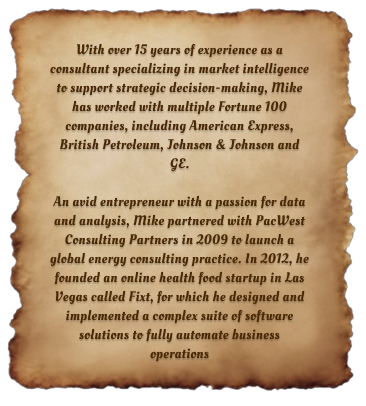 With over 15 years of experience as a
consultant specializing in market intelligence
to support strategic decision-making, Mike
has worked with multiple Fortune 100
companies, including American Express,
British Petroleum, Johnson & Johnson and
GE.
An avid entrepreneur with a passion for data
and analysis, Mike partnered with PacWest
Consulting Partners in 2009 to launch a
global energy consulting practice. In 2012, he
founded an online health food startup in Las
Vegas called Fixt, for which he designed and
implemented a complex suite of software
solutions to fully automate business
operations